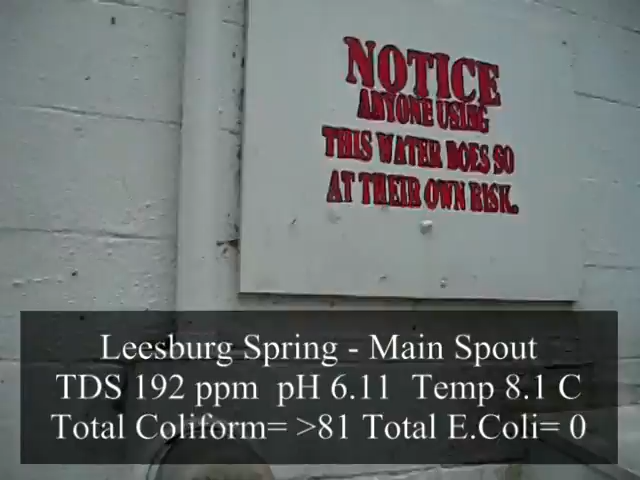 NOTICE
ANYONE USING
THIS WATER DOES SO
AT THEIR OWN RISK.
Leesburg Spring - Main Spout
TDS 192 ppm  pH 6.11  Temp 8.1 C
Total Coliform= >81 Total E.Coli= 0